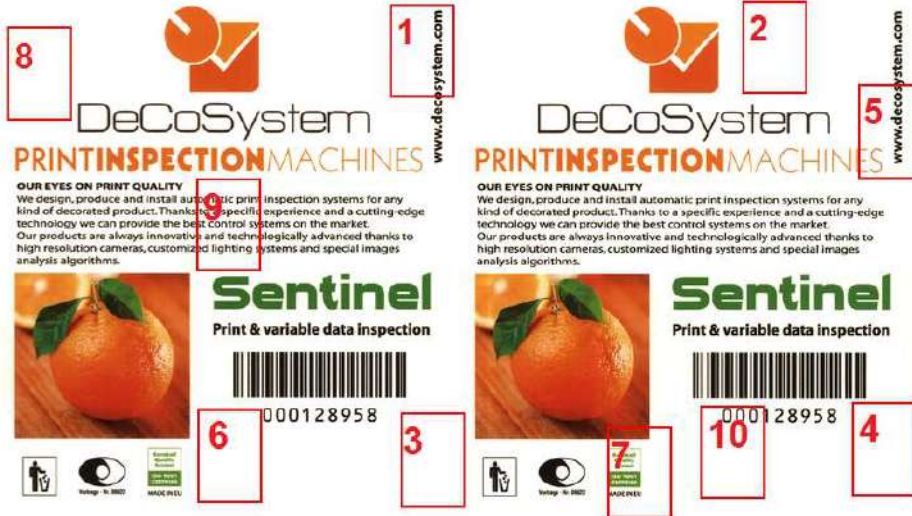 8
1
2
5
9
6
3
7
10
4
DeCoSystem
www.decosystem.com
PRINTINSPECTIONMACHINES
OUR EYES ON PRINT QUALITY
We design, produce and install automatic print inspection systems for any
kind of decorated product. Thanks to a specific experience and a cutting-edge
technology we can provide the best control systems on the market.
Our products are always innovative and technologically advanced thanks to
high resolution cameras, customized lighting systems and special images
analysis algorithms.
Sentinel
Print & variable data inspection
000128958
MADE IN EU
DeCoSystem
www.decosystem.com
PRINTINSPECTIONMACHINES
OUR EYES ON PRINT QUALITY
We design, produce and install automatic print inspection systems for any
kind of decorated product. Thanks to a specific experience and a cutting-edge
technology we can provide the best control systems on the market.
Our products are always innovative and technologically advanced thanks to
high resolution cameras, customized lighting systems and special images
analysis algorithms.
Sentinel
Print & variable data inspection
000128958
MADE IN EU